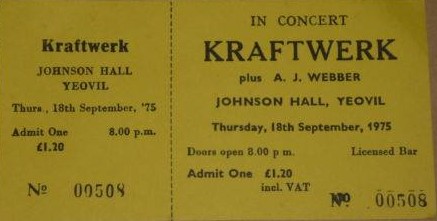 Kraftwerk
JOHNSON HALL
YEOVIL
Thurs., 18th September, '75
Admit One 8.00 p.m.
£1.20
No 00508
IN CONCERT
KRAFTWERK
plus A. J. WEBBER
JOHNSON HALL, YEOVIL
Thursday, 18th September, 1975
Doors open 8.00 p.m. Licensed Bar
Admit One £1.20
incl. VAT
No 00508